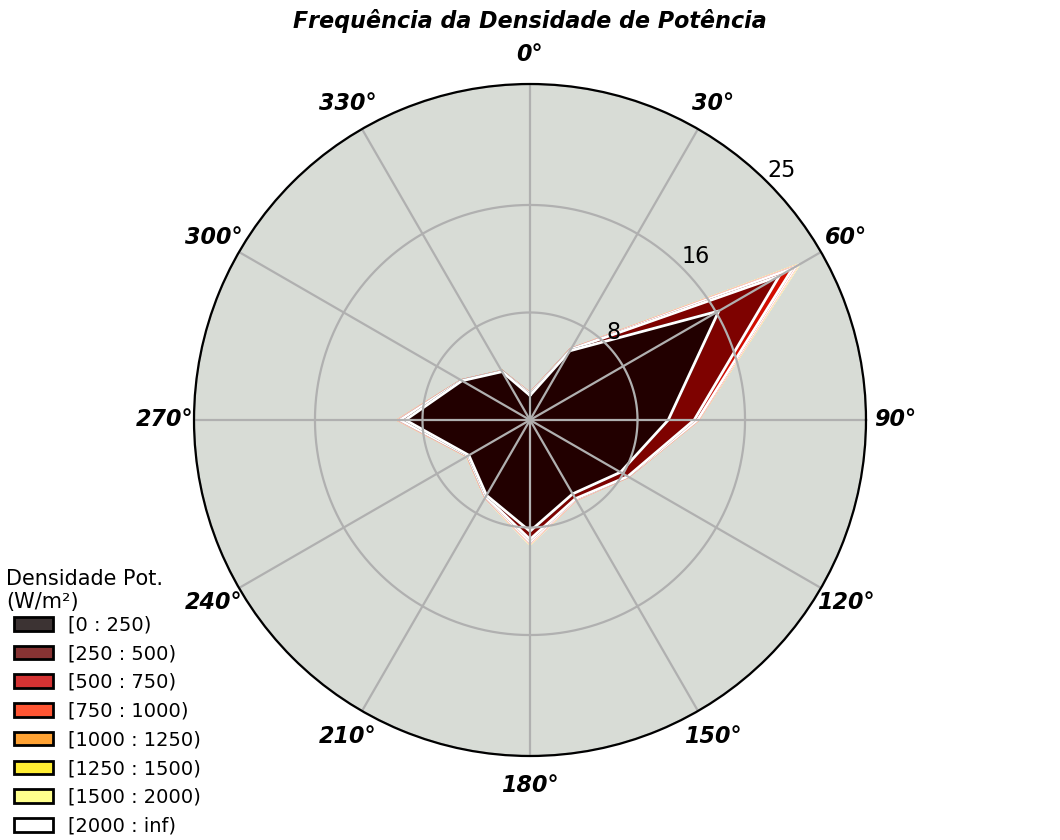 Frequência da Densidade de Potência
0°
330°
30°
25
300°
60°
16
8
270°
90°
240°
120°
210°
150°
180°
Densidade Pot.
(W/m²)
[0 : 250)
[250 : 500)
[500 : 750)
[750 : 1000)
[1000 : 1250)
[1250 : 1500)
[1500 : 2000)
[2000 : inf)